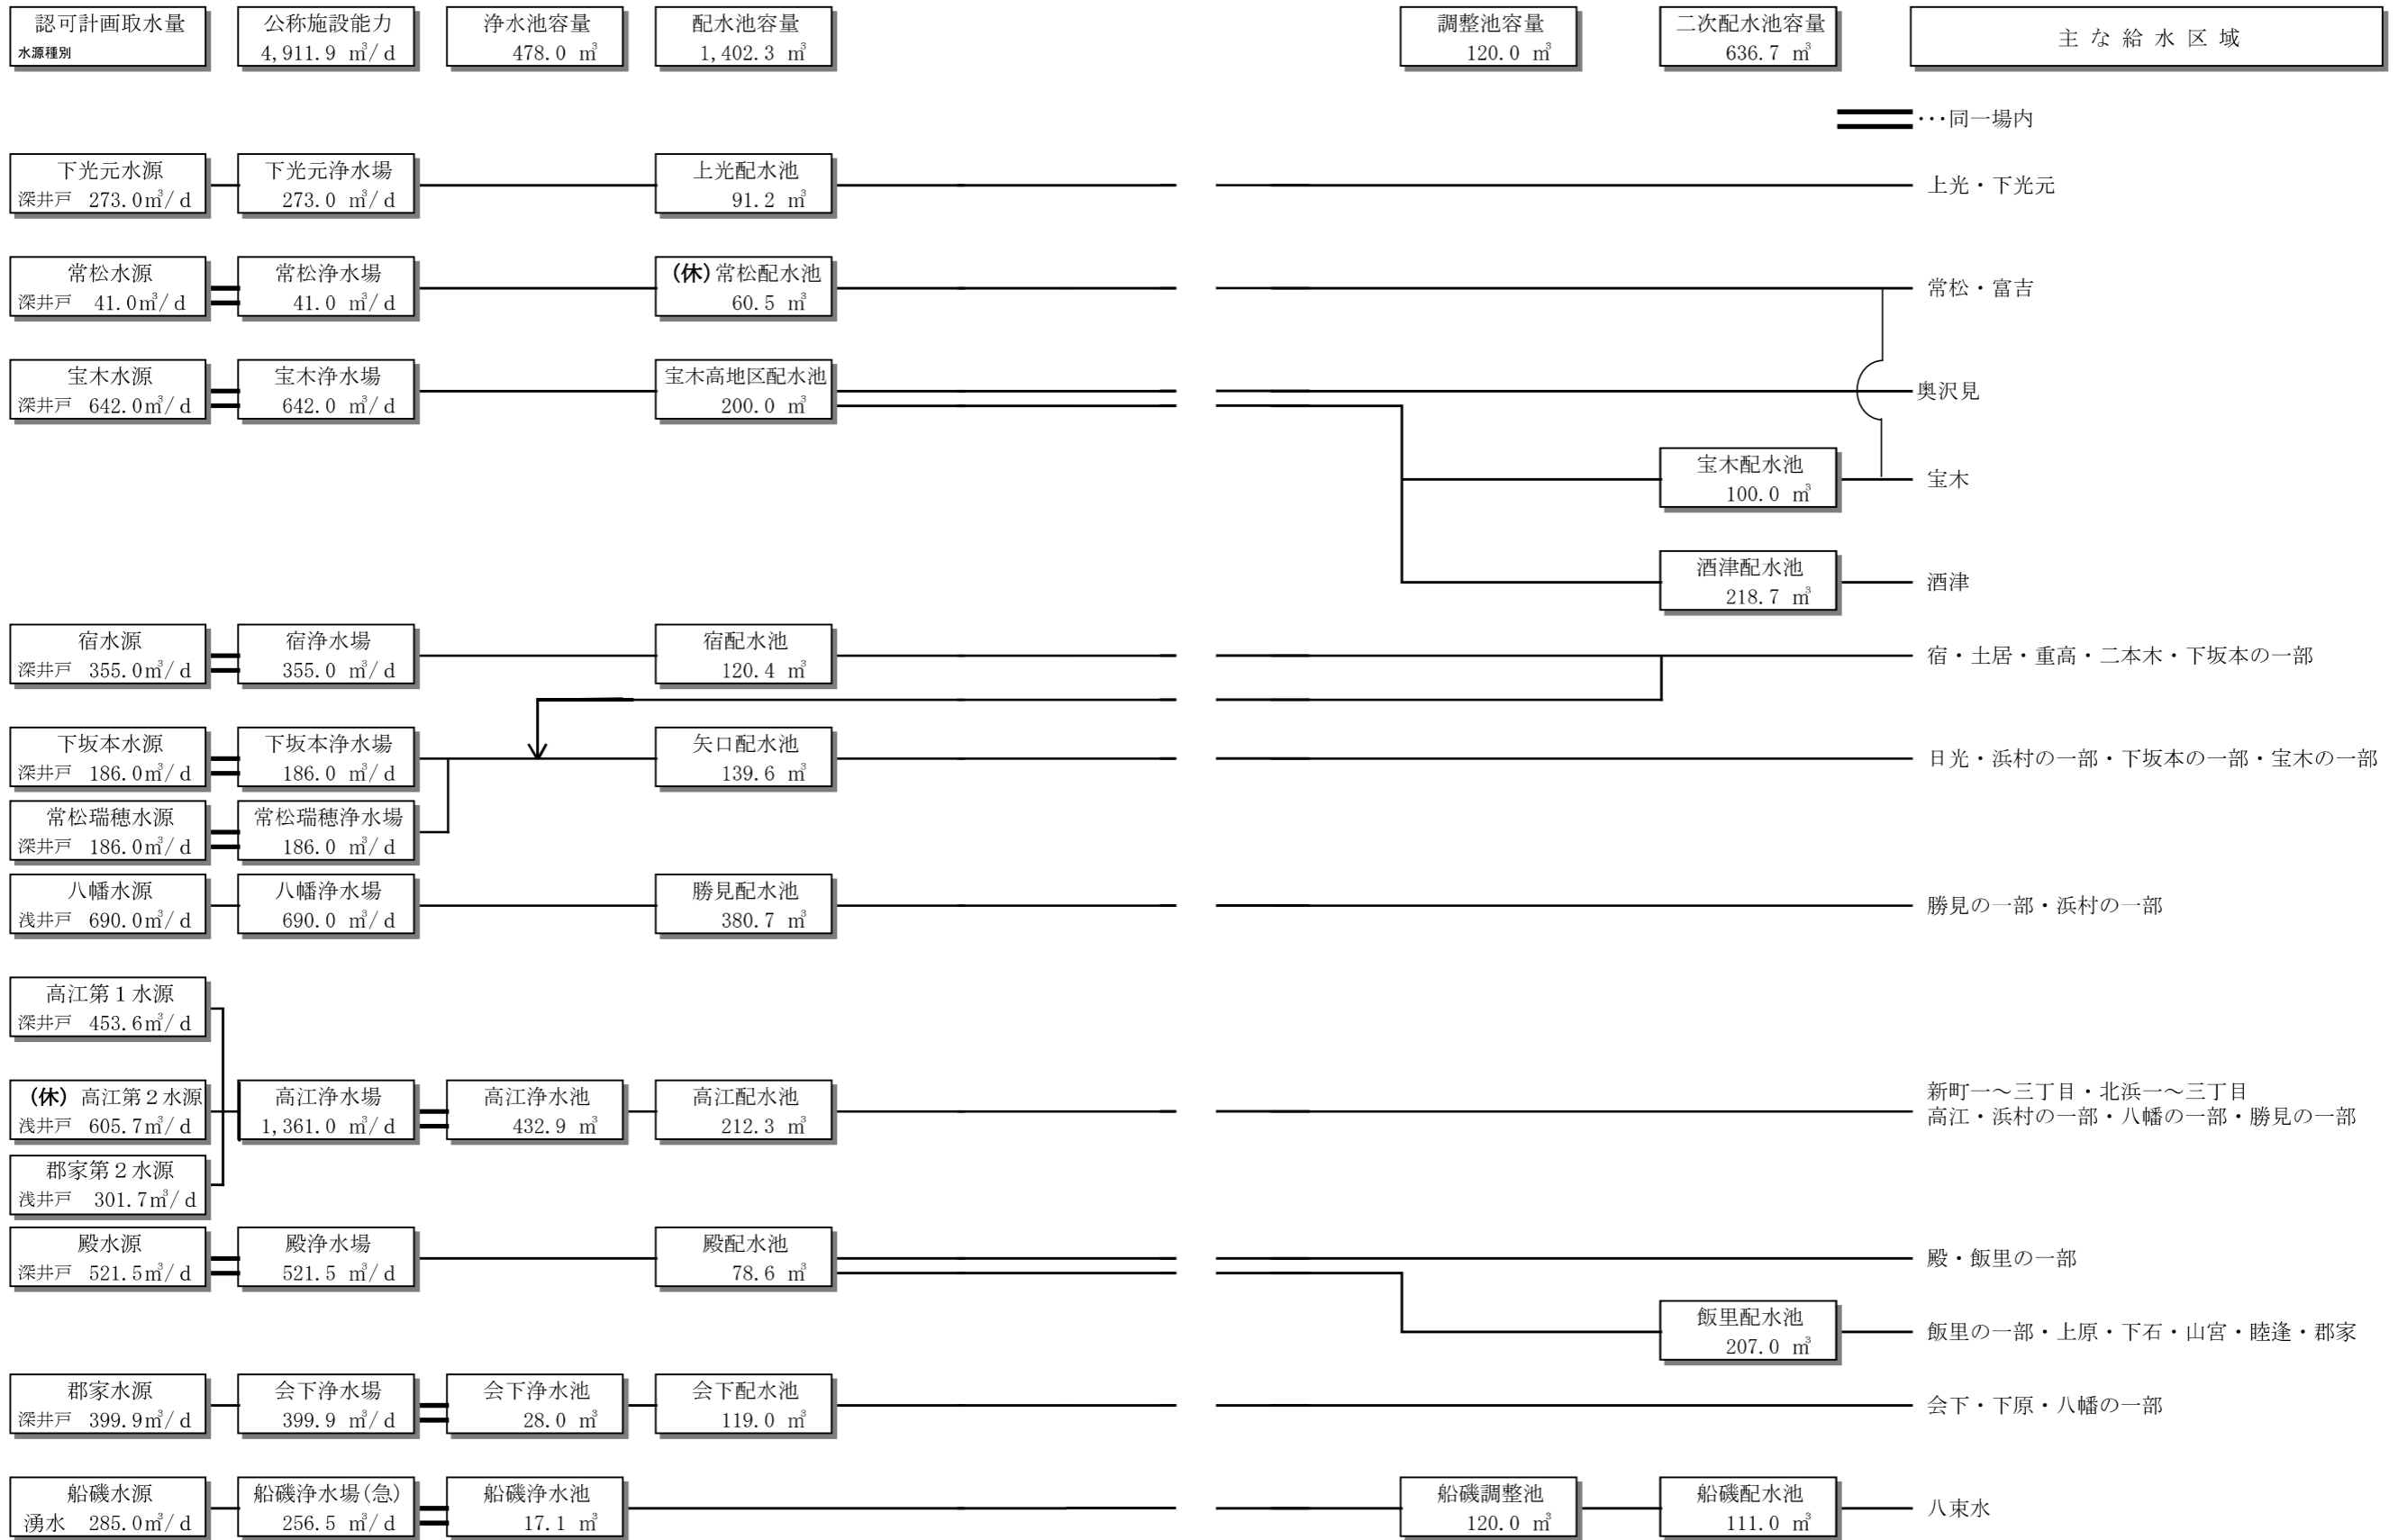 認可計画取水量
水源種別
公称施設能力
4,911.9 ㎥/d
浄水池容量
478.0 ㎥
配水池容量
1,402.3 ㎥
調整池容量
120.0 ㎥
二次配水池容量
636.7 ㎥
主な給水区域
･･･同一場内
下光元水源
深井戸 273.0㎥/d
下光元浄水場
273.0 ㎥/d
上光配水池
91.2 ㎥
上光・下光元
常松水源
深井戸 41.0㎥/d
常松浄水場
41.0 ㎥/d
(休)常松配水池
60.5 ㎥
常松・富吉
宝木水源
深井戸 642.0㎥/d
宝木浄水場
642.0 ㎥/d
宝木高地区配水池
200.0 ㎥
奥沢見
宝木配水池
100.0 ㎥
宝木
酒津配水池
218.7 ㎥
酒津
宿水源
深井戸 355.0㎥/d
宿浄水場
355.0 ㎥/d
宿配水池
120.4 ㎥
宿・土居・重高・二本木・下坂本の一部
下坂本水源
深井戸 186.0㎥/d
下坂本浄水場
186.0 ㎥/d
矢口配水池
139.6 ㎥
日光・浜村の一部・下坂本の一部・宝木の一部
常松瑞穂水源
深井戸 186.0㎥/d
常松瑞穂浄水場
186.0 ㎥/d
八幡水源
浅井戸 690.0㎥/d
八幡浄水場
690.0 ㎥/d
勝見配水池
380.7 ㎥
勝見の一部・浜村の一部
高江第１水源
深井戸 453.6㎥/d
(休) 高江第２水源
浅井戸 605.7㎥/d
高江浄水場
1,361.0 ㎥/d
高江浄水池
432.9 ㎥
高江配水池
212.3 ㎥
新町一～三丁目・北浜一～三丁目
高江・浜村の一部・八幡の一部・勝見の一部
郡家第２水源
浅井戸 301.7㎥/d
殿水源
深井戸 521.5㎥/d
殿浄水場
521.5 ㎥/d
殿配水池
78.6 ㎥
殿・飯里の一部
飯里配水池
207.0 ㎥
飯里の一部・上原・下石・山宮・睦逢・郡家
郡家水源
深井戸 399.9㎥/d
会下浄水場
399.9 ㎥/d
会下浄水池
28.0 ㎥
会下配水池
119.0 ㎥
会下・下原・八幡の一部
船磯水源
湧水 285.0㎥/d
船磯浄水場(急)
256.5 ㎥/d
船磯浄水池
17.1 ㎥
船磯調整池
120.0 ㎥
船磯配水池
111.0 ㎥
八束水